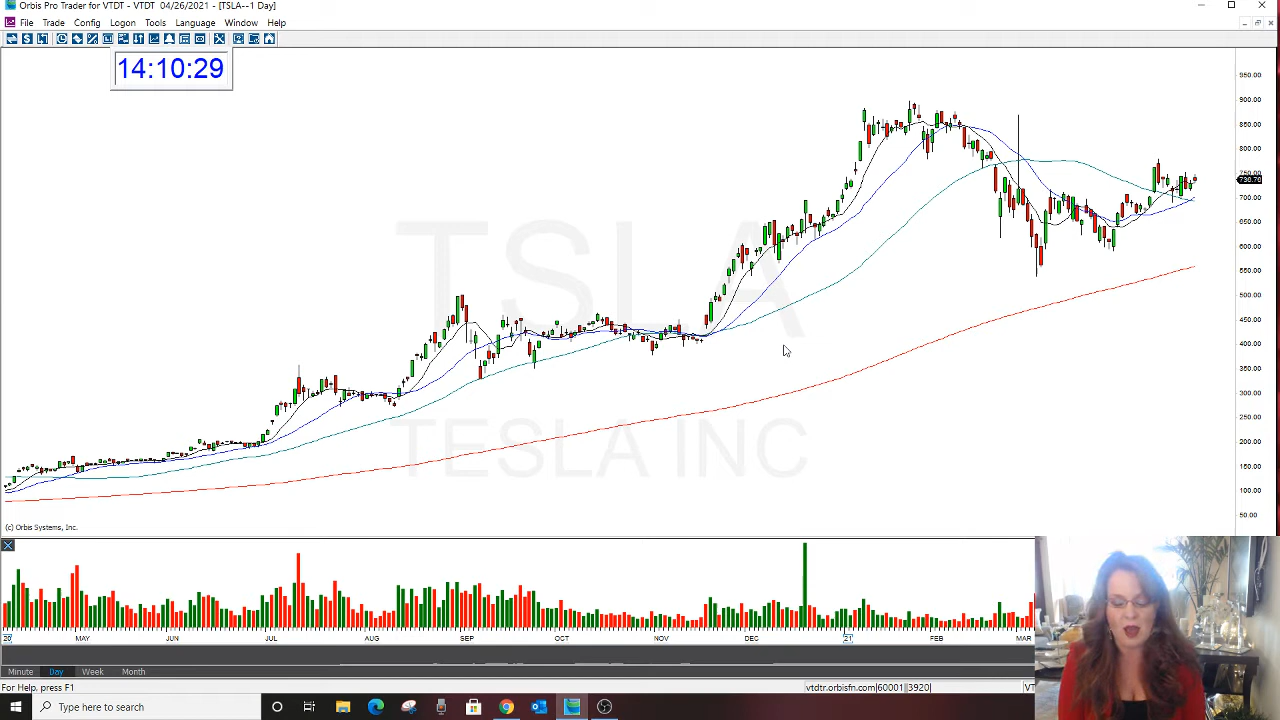 Orbis Pro Trader for VTDT - VTDT 04/26/2021 - [TSLA--1 Day]
File Trade Config Logon Tools Language Window Help
14:10:29
950.00
900.00
850.00
800.00
750.00
736.76
700.00
650.00
600.00
550.00
500.00
450.00
400.00
350.00
300.00
250.00
200.00
150.00
100.00
50.00
TSLA
TESLA INC
(c) Orbis Systems, Inc.
20 MAY JUN JUL AUG SEP OCT NOV DEC 21 FEB MAR
Minute Day Week Month
For Help, press F1 vtdtr.orbisfn.com|60001||3920|
Type here to search